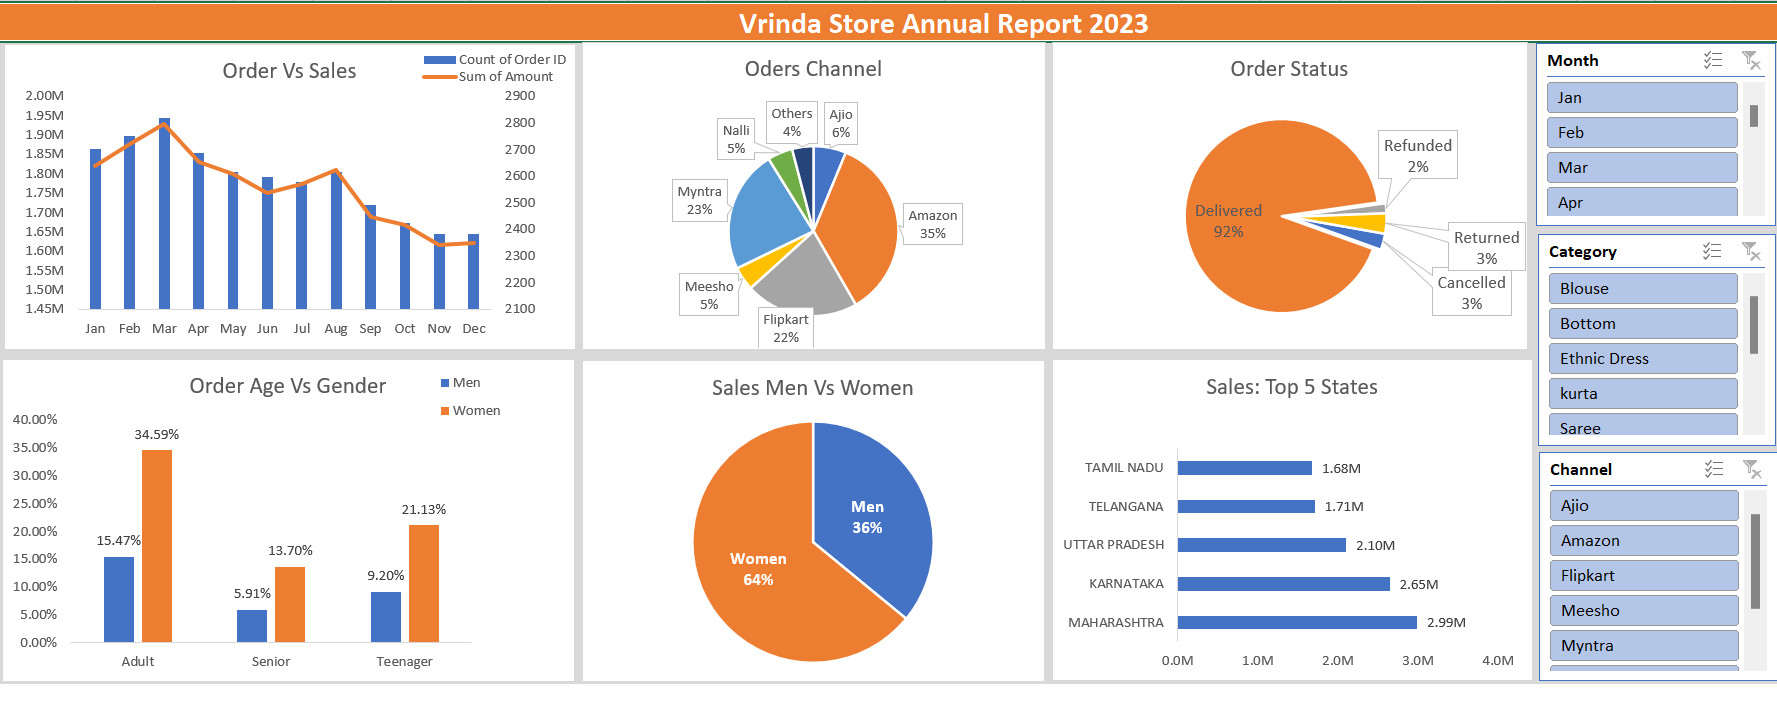 Vrinda Store Annual Report 2023
Order Vs Sales
Count of Order ID
Sum of Amount
2.00M
1.95M
1.90M
1.85M
1.80M
1.75M
1.70M
1.65M
1.60M
1.55M
1.50M
1.45M
2900
2800
2700
2600
2500
2400
2300
2200
2100
Jan Feb Mar Apr May Jun Jul Aug Sep Oct Nov Dec
Oders Channel
Others
4%
Ajio
6%
Nalli
5%
Myntra
23%
Amazon
35%
Meesho
5%
Flipkart
22%
Order Status
Refunded
2%
Delivered
92%
Returned
3%
Cancelled
3%
Month
Jan
Feb
Mar
Apr
Category
Blouse
Bottom
Ethnic Dress
kurta
Saree
Channel
Ajio
Amazon
Flipkart
Meesho
Myntra
Order Age Vs Gender
Men
Women
40.00%
35.00%
30.00%
25.00%
20.00%
15.00%
10.00%
5.00%
0.00%
15.47%
34.59%
5.91%
13.70%
9.20%
21.13%
Adult Senior Teenager
Sales Men Vs Women
Men
36%
Women
64%
Sales: Top 5 States
TAMIL NADU 1.68M
TELANGANA 1.71M
UTTAR PRADESH 2.10M
KARNATAKA 2.65M
MAHARASHTRA 2.99M
0.0M 1.0M 2.0M 3.0M 4.0M